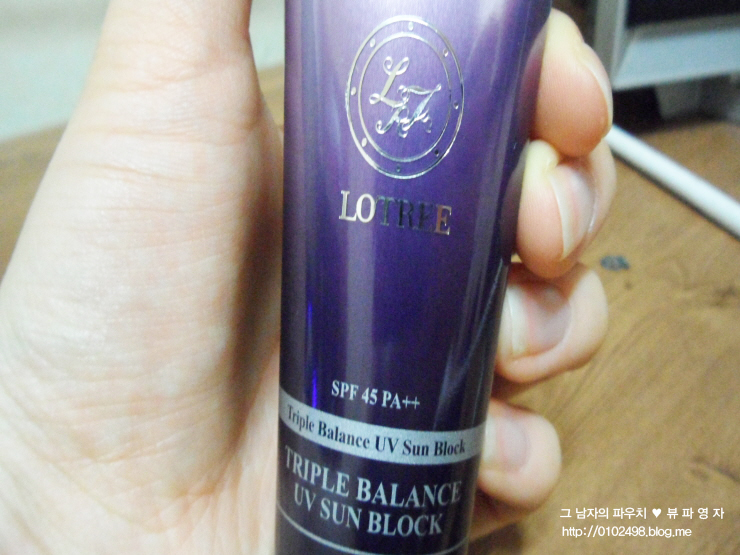 LT
LOTREE
SPF 45 PA++
Triple Balance UV Sun Block
TRIPLE BALANCE
UV SUN BLOCK
그 남자의 파우치 ♥ 뷰 파 영 자
http://0102498.blog.me